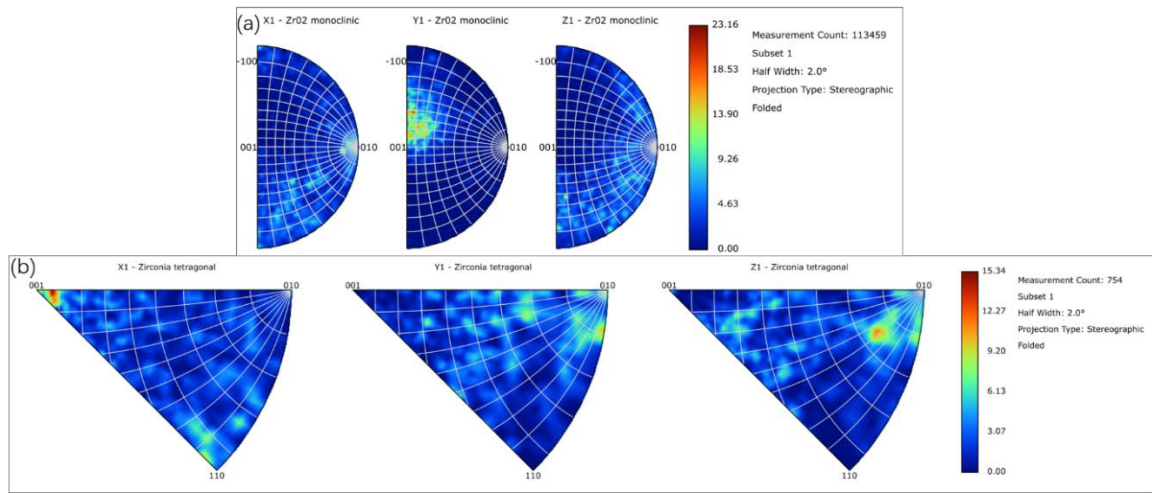 (a)
X1 - Zr02 monoclinic
Y1 - Zr02 monoclinic
Z1 - Zr02 monoclinic
-100
-100
-100
001
010
001
010
001
010
23.16
18.53
13.90
9.26
4.63
0.00
Measurement Count: 113459
Subset 1
Half Width: 2.0°
Projection Type: Stereographic
Folded
(b)
X1 - Zirconia tetragonal
Y1 - Zirconia tetragonal
Z1 - Zirconia tetragonal
001
010
001
010
001
010
110
110
110
15.34
12.27
9.20
6.13
3.07
0.00
Measurement Count: 754
Subset 1
Half Width: 2.0°
Projection Type: Stereographic
Folded